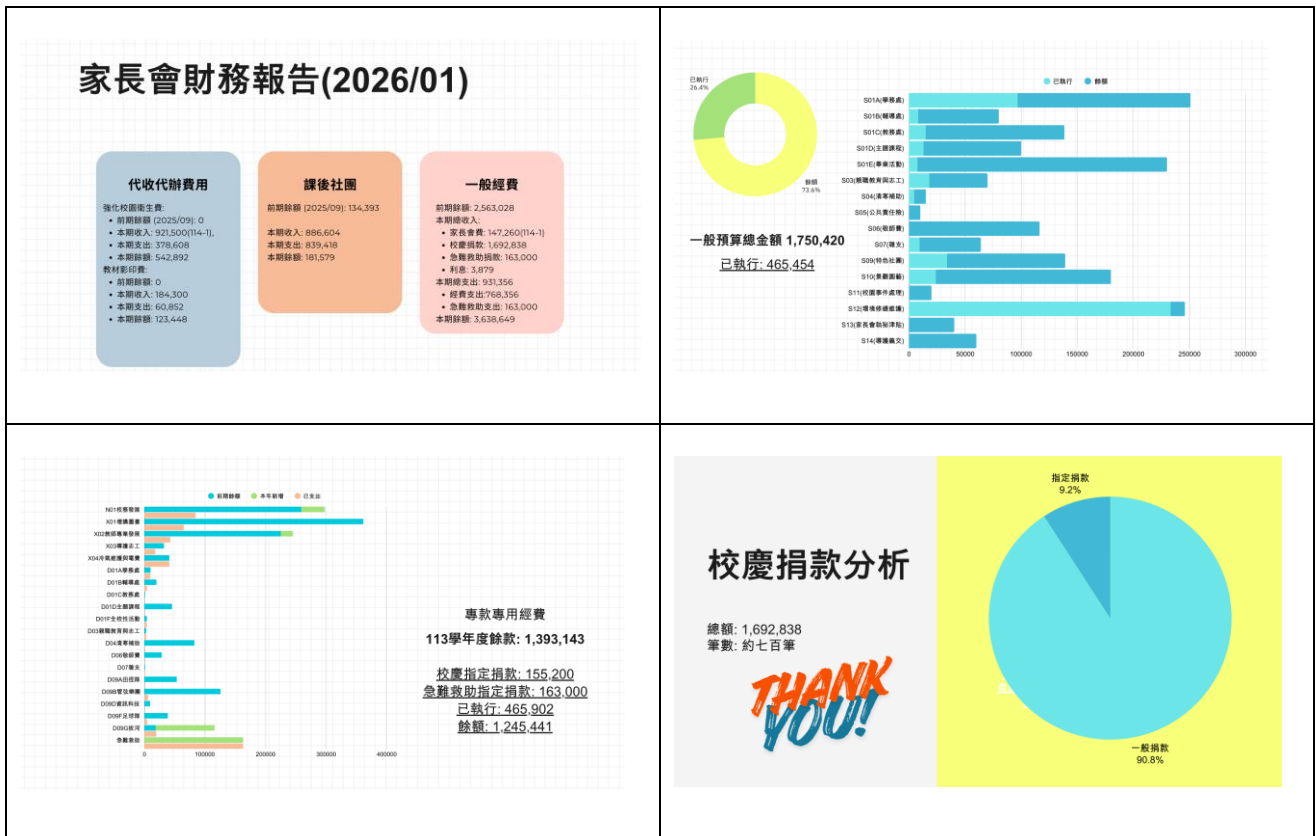 家長會財務報告(2026/01)
代收代辦費用
強化校園衛生費:
• 前期餘額 (2025/09): 0
• 本期收入: 921,500(114-1),
• 本期支出: 378,608
• 本期餘額: 542,892
教材影印費:
• 前期餘額: 0
• 本期收入: 184,300
• 本期支出: 60,852
• 本期餘額: 123,448
課後社團
前期餘額 (2025/09): 134,393
本期收入: 886,604
本期支出: 839,418
本期餘額: 181,579
一般經費
前期餘額: 2,563,028
本期總收入:
• 家長會費: 147,260(114-1)
• 校慶捐款: 1,692,838
• 急難救助捐款: 163,000
• 利息: 3,879
本期總支出: 931,356
• 經費支出:768,356
• 急難救助支出: 163,000
本期餘額: 3,638,649
已執行
26.4%
餘額
73.6%
一般預算總金額 1,750,420
已執行: 465,454
已執行 餘額
S01A(學務處)
S01B(輔導處)
S01C(教務處)
S01D(主題課程)
S01E(畢業活動)
S03(親職教育與志工)
S04(清寒補助)
S05(公共責任險)
S06(敬師費)
S07(雜支)
S09(特色社團)
S10(景觀園藝)
S11(校園事件處理)
S12(環境修繕維護)
S13(家長會執秘津貼)
S14(導護義交)
0 50000 100000 150000 200000 250000 300000
前期餘額 本年新增 已支出
N01校務發展
X01增購圖書
X02教師專業發展
X03導護志工
X04冷氣維護與電費
D01A學務處
D01B輔導處
D01C教務處
D01D主題課程
D01F全校性活動
D03親職教育與志工
D04清寒補助
D06敬師費
D07雜支
D09A田徑隊
D09B管弦樂團
D09D資訊科技
D09F足球隊
D09G拔河
急難救助
0 100000 200000 300000 400000
專款專用經費
113學年度餘款: 1,393,143
校慶指定捐款: 155,200
急難救助指定捐款: 163,000
已執行: 465,902
餘額: 1,245,441
校慶捐款分析
總額: 1,692,838
筆數: 約七百筆
THANK
YOU!
指定捐款
9.2%
一般捐款
90.8%